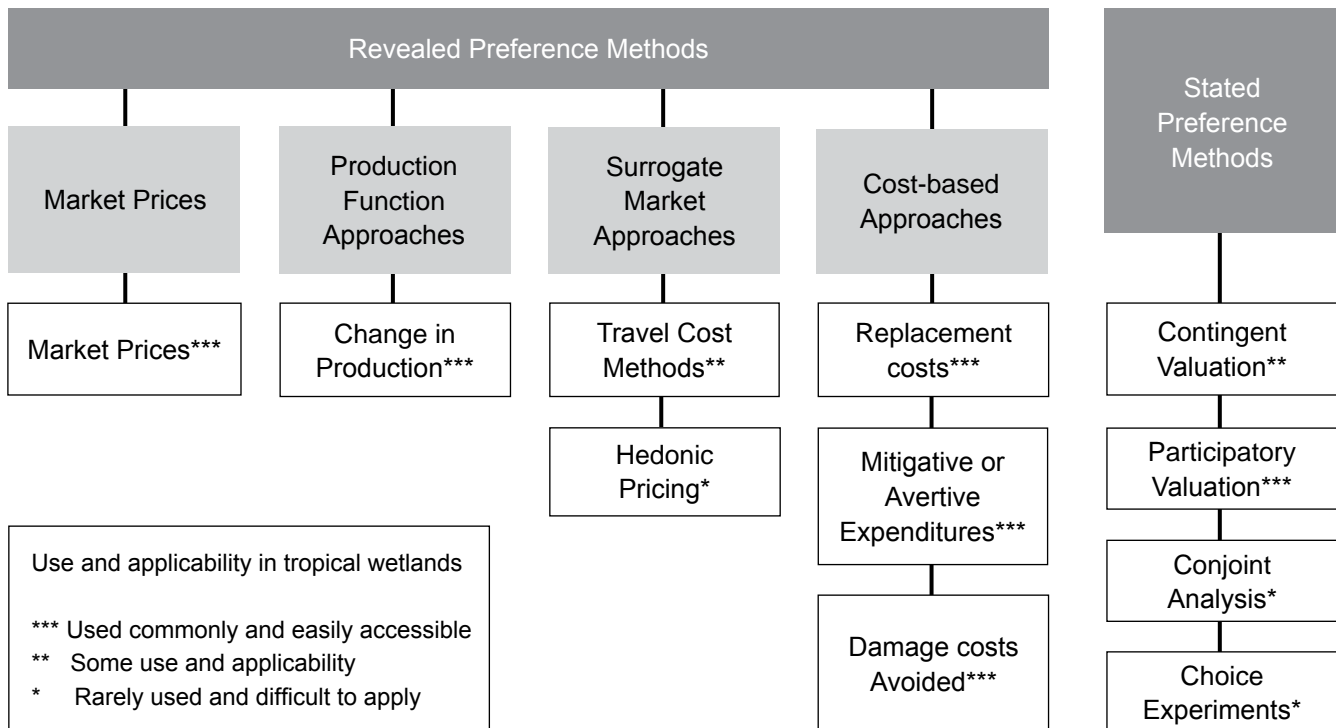 Revealed Preference Methods
Market Prices
Market Prices***
Production
Function
Approaches
Change in
Production***
Surrogate
Market
Approaches
Travel Cost
Methods**
Hedonic
Pricing*
Cost-based
Approaches
Replacement
costs***
Mitigative or
Avertive
Expenditures***
Damage costs
Avoided***
Stated
Preference
Methods
Contingent
Valuation**
Participatory
Valuation***
Conjoint
Analysis*
Choice
Experiments*
Use and applicability in tropical wetlands
*** Used commonly and easily accessible
** Some use and applicability
* Rarely used and difficult to apply